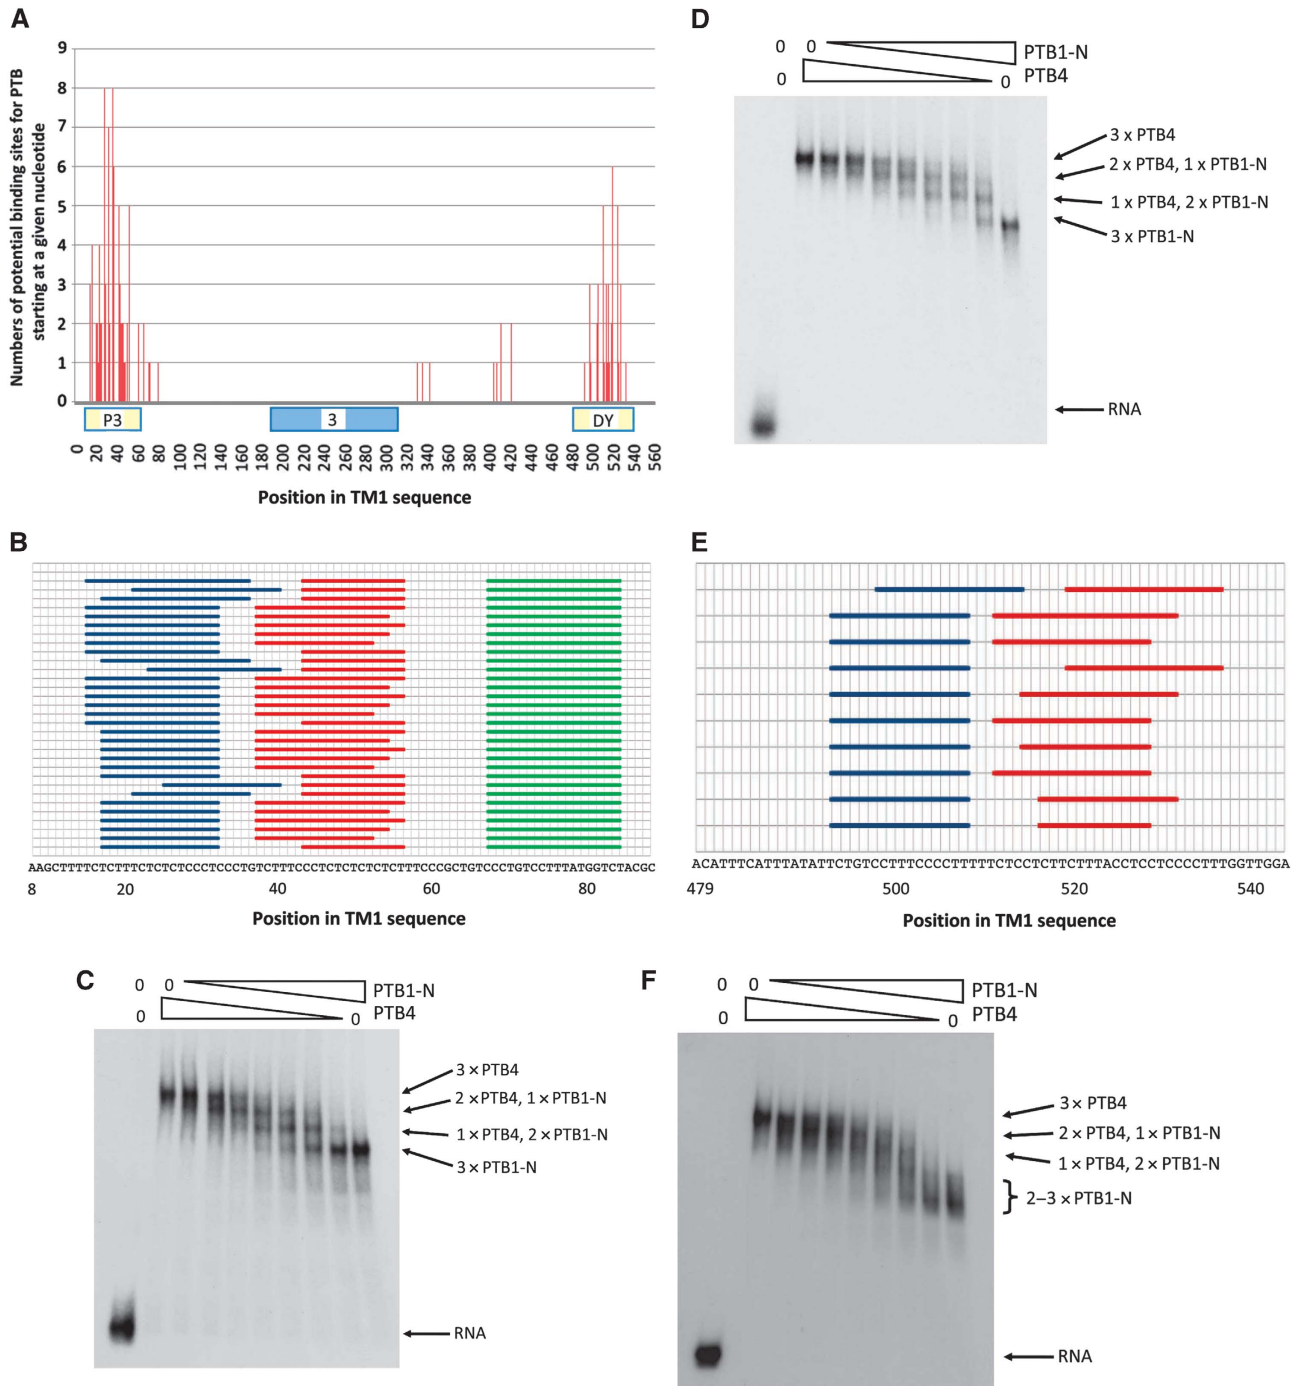 A
Numbers of potential binding sites for PTB
starting at a given nucleotide
9
8
7
6
5
4
3
2
1
0
P3
3
DY
0 20 40 60 80 100 120 140 160 180 200 220 240 260 280 300 320 340 360 380 400 420 440 460 480 500 520 540 560
Position in TM1 sequence
D
0 0 PTB1-N
0 0 PTB4
3 x PTB4
2 x PTB4, 1 x PTB1-N
1 x PTB4, 2 x PTB1-N
3 x PTB1-N
RNA
B
AAGCTTTTCTCTTTCTCTCTCCCTCCCTGTCTTTCCCTCTCTCTCTTTCCCGCTGTCCCTGTCCTTTATGGTCTACGC
8 20 40 60 80
Position in TM1 sequence
E
ACATTTCATTTATATTCTGTCCTTTCCCCTTTTTCTCCTCTTCTTTACCTCCTCCCCTTTGGTTGGA
479 500 520 540
Position in TM1 sequence
C
0 0 PTB1-N
0 0 PTB4
3 × PTB4
2 × PTB4, 1 × PTB1-N
1 × PTB4, 2 × PTB1-N
3 × PTB1-N
RNA
F
0 0 PTB1-N
0 0 PTB4
3× PTB4
2 × PTB4, 1 × PTB1-N
1 × PTB4, 2 × PTB1-N
2–3 × PTB1-N
RNA